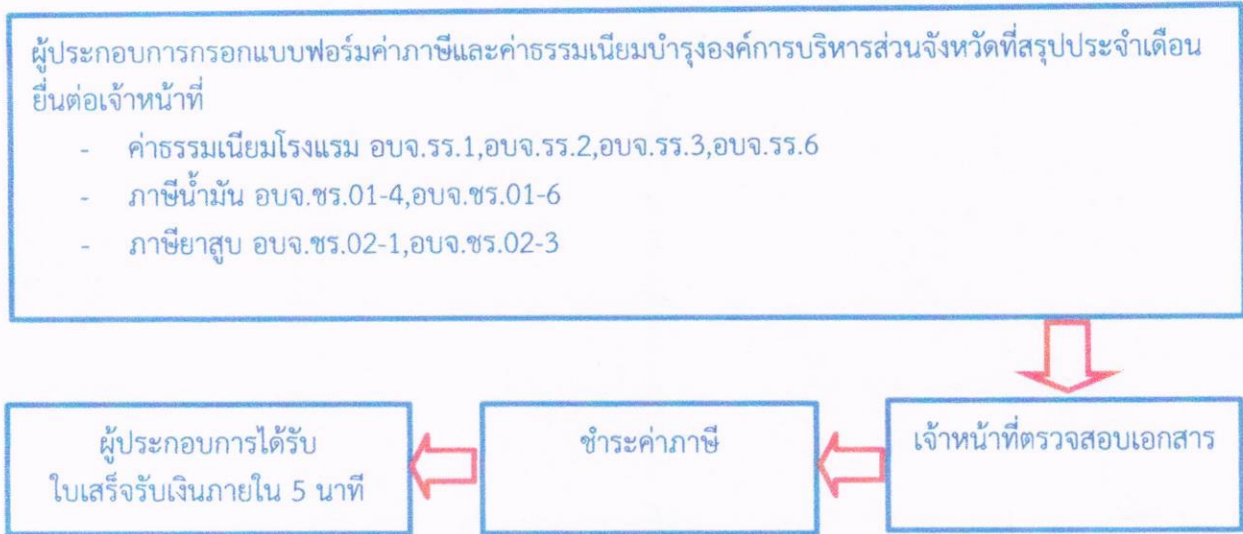 ผู้ประกอบการกรอกแบบฟอร์มค่าภาษีและค่าธรรมเนียมบำรุงองค์การบริหารส่วนจังหวัดที่สรุปประจำเดือน
ยื่นต่อเจ้าหน้าที่
- ค่าธรรมเนียมโรงแรม อบจ.รร.1,อบจ.รร.2,อบจ.รร.3,อบจ.รร.6
- ภาษีน้ำมัน อบจ.ชร.01-4,อบจ.ชร.01-6
- ภาษียาสูบ อบจ.ชร.02-1,อบจ.ชร.02-3
เจ้าหน้าที่ตรวจสอบเอกสาร
ชำระค่าภาษี
ผู้ประกอบการได้รับ
ใบเสร็จรับเงินภายใน 5 นาที